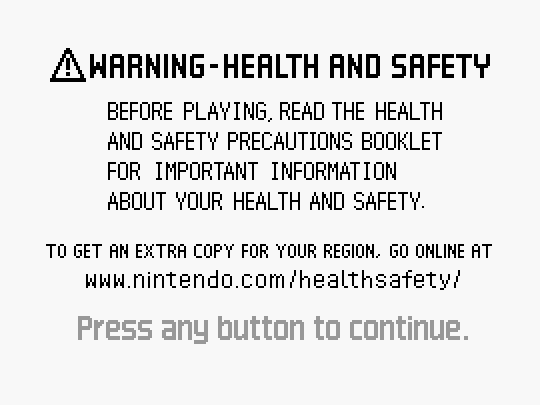 ⚠WARNING-HEALTH AND SAFETY
BEFORE PLAYING, READ THE HEALTH
AND SAFETY PRECAUTIONS BOOKLET
FOR IMPORTANT INFORMATION
ABOUT YOUR HEALTH AND SAFETY.
TO GET AN EXTRA COPY FOR YOUR REGION, GO ONLINE AT
www.nintendo.com/healthsafety/
Press any button to continue.